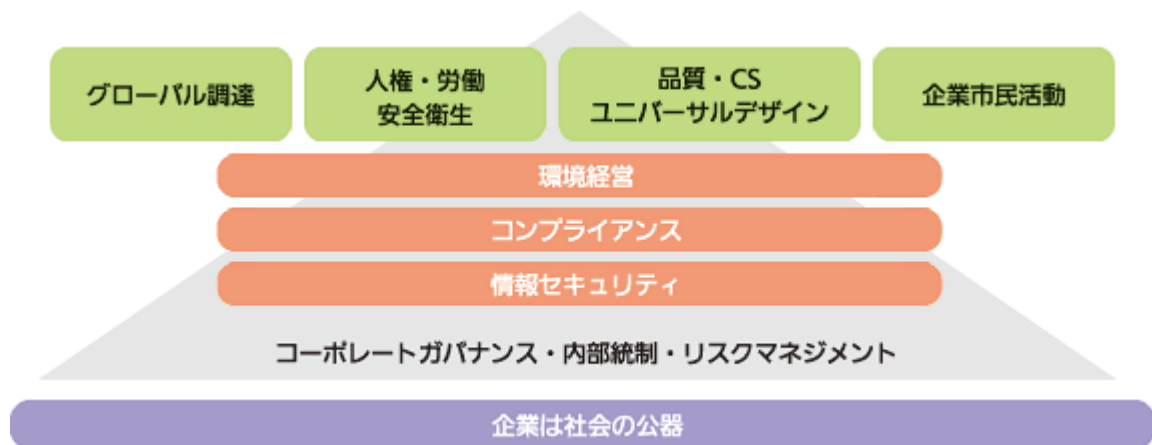 グローバル調達
人権・労働
安全衛生
品質・CS
ユニバーサルデザイン
企業市民活動
環境経営
コンプライアンス
情報セキュリティ
コーポレートガバナンス・内部統制・リスクマネジメント
企業は社会の公器